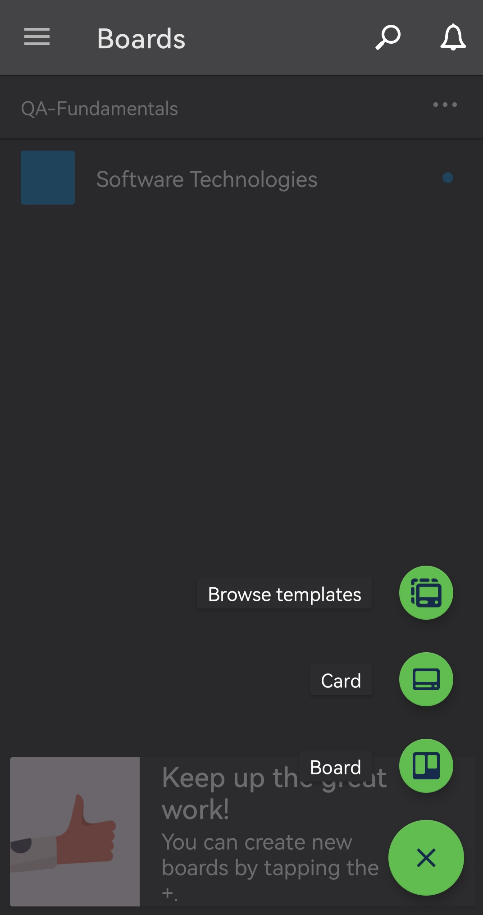 Boards
QA-Fundamentals
Software Technologies
Browse templates
Card
Board
Keep up the great
work!
You can create new
boards by tapping the
+.